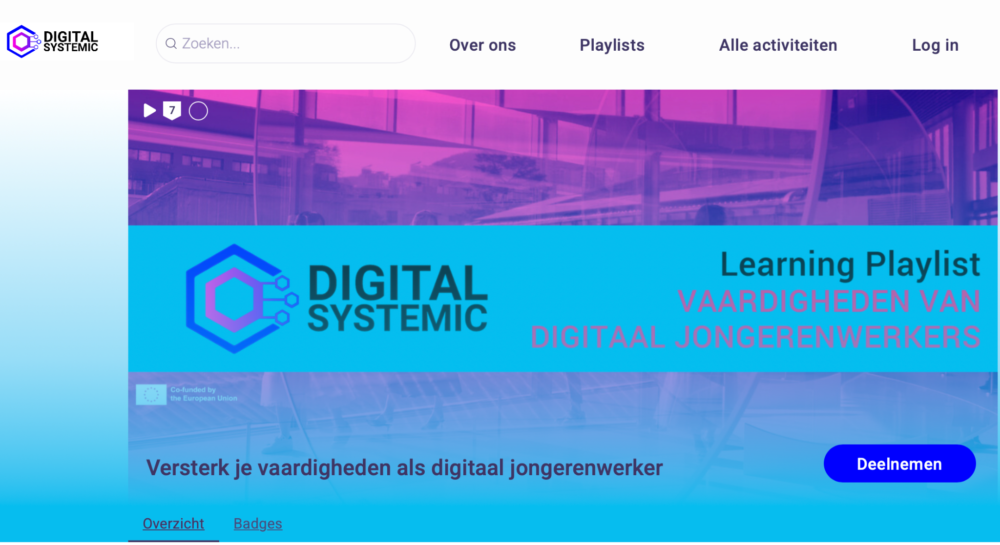 DIGITAL
SYSTEMIC
Zoeken...
Over ons
Playlists
Alle activiteiten
Log in
7
DIGITAL
SYSTEMIC
Learning Playlist
VAARDIGHEDEN VAN
DIGITAAL JONGERENWERKERS
Co-funded by
the European Union
Versterk je vaardigheden als digitaal jongerenwerker
Deelnemen
Overzicht
Badges